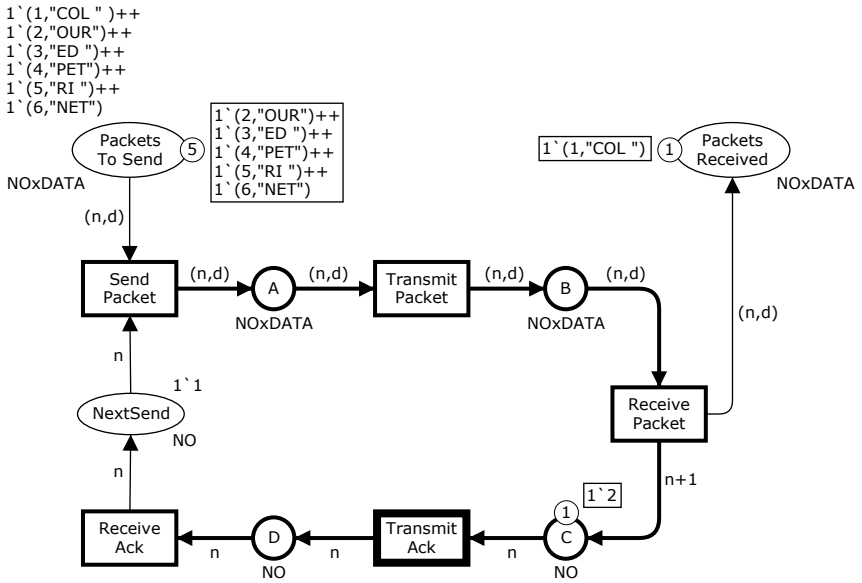 1`(1,"COL " )++
1`(2,"OUR")++
1`(3,"ED ")++
1`(4,"PET")++
1`(5,"RI ")++
1`(6,"NET")
Packets
To Send
5
1`(2,"OUR")++
1`(3,"ED ")++
1`(4,"PET")++
1`(5,"RI ")++
1`(6,"NET")
NOxDATA
1`(1,"COL ")
1
Packets
Received
NOxDATA
(n,d)
Send
Packet
(n,d)
A
NOxDATA
(n,d)
Transmit
Packet
(n,d)
B
NOxDATA
(n,d)
(n,d)
n
1`1
NextSend
NO
Receive
Packet
n
n+1
1`2
1
Receive
Ack
n
D
NO
n
Transmit
Ack
n
C
NO